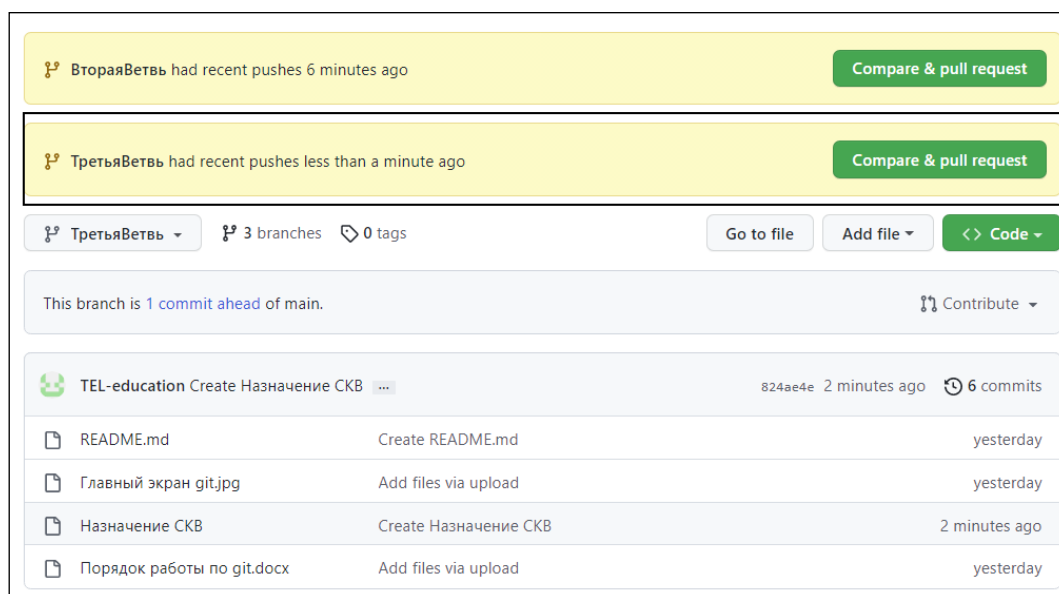 ВтораяВетвь had recent pushes 6 minutes ago Compare & pull request
ТретьяВетвь had recent pushes less than a minute ago Compare & pull request
ТретьяВетвь 3 branches 0 tags Go to file Add file <> Code
This branch is 1 commit ahead of main. Contribute
TEL-education Create Назначение СКВ ... 824ae4e 2 minutes ago 6 commits
README.md Create README.md yesterday
Главный экран git.jpg Add files via upload yesterday
Назначение СКВ Create Назначение СКВ 2 minutes ago
Порядок работы по git.docx Add files via upload yesterday